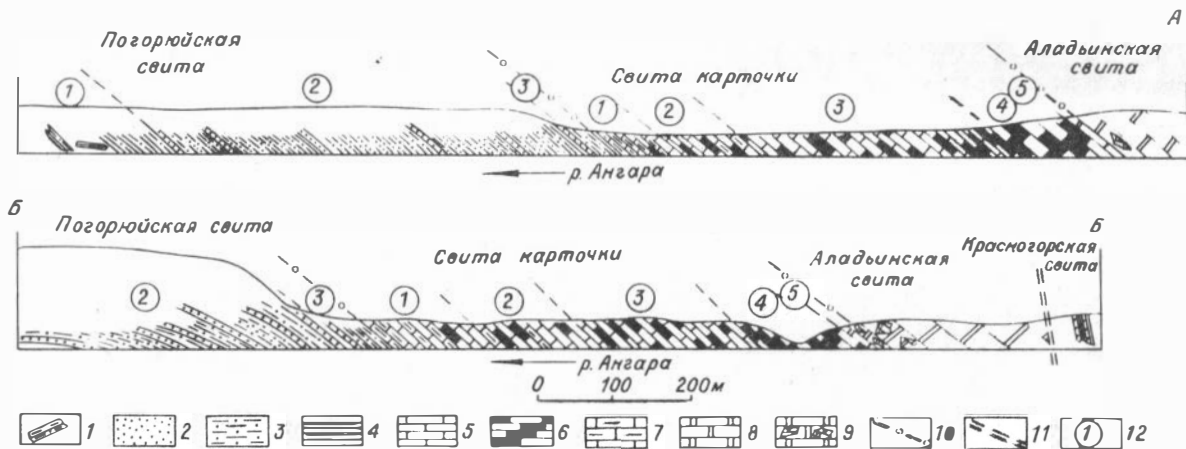 А
Погорюйская
свита
Свита карточки
Аладьинская
свита
1 2 3 1 2 3 4 5
р. Ангара
Б Б
Погорюйская свита
Свита карточки
Аладьинская
свита
Красногорская
свита
2 3 1 2 3 4 5
р. Ангара
0 100 200м
1 2 3 4 5 6 7 8 9 10 11 1 12